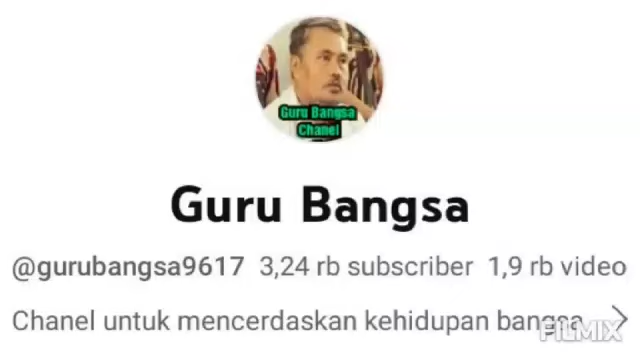 Guru Bangsa
Chanel
Guru Bangsa
@gurubangsa9617 3,24 rb subscriber 1,9 rb video
Chanel untuk mencerdaskan kehidupan bangsa
FILMIX